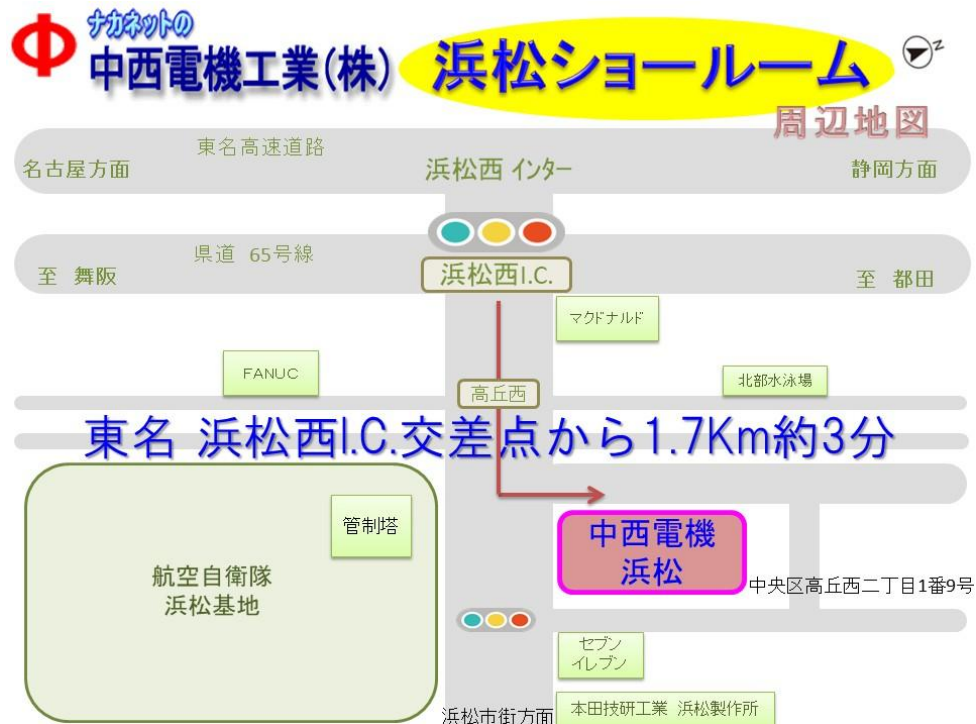 ナカネットの
中西電機工業(株)
浜松ショールーム
Z
周辺地図
東名高速道路
名古屋方面
浜松西 インター
静岡方面
県道 65号線
至 舞阪
浜松西I.C.
至 都田
マクドナルド
FANUC
高丘西
北部水泳場
東名 浜松西I.C.交差点から1.7Km約3分
管制塔
航空自衛隊
浜松基地
中西電機
浜松
中央区高丘西二丁目1番9号
セブン
イレブン
浜松市街方面
本田技研工業 浜松製作所